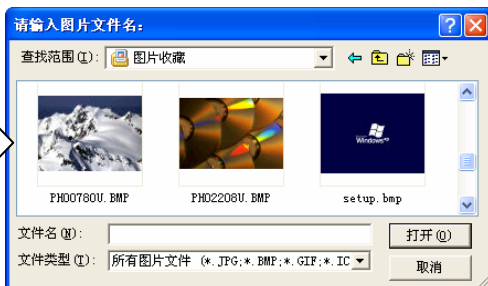 请输入图片文件名:
查找范围(I): 图片收藏
Windows xp
PH00780U.BMP PH02208U.BMP setup.bmp
文件名(N): 打开(O)
文件类型(T): 所有图片文件 (*.JPG;*.BMP;*.GIF;*.IC 取消